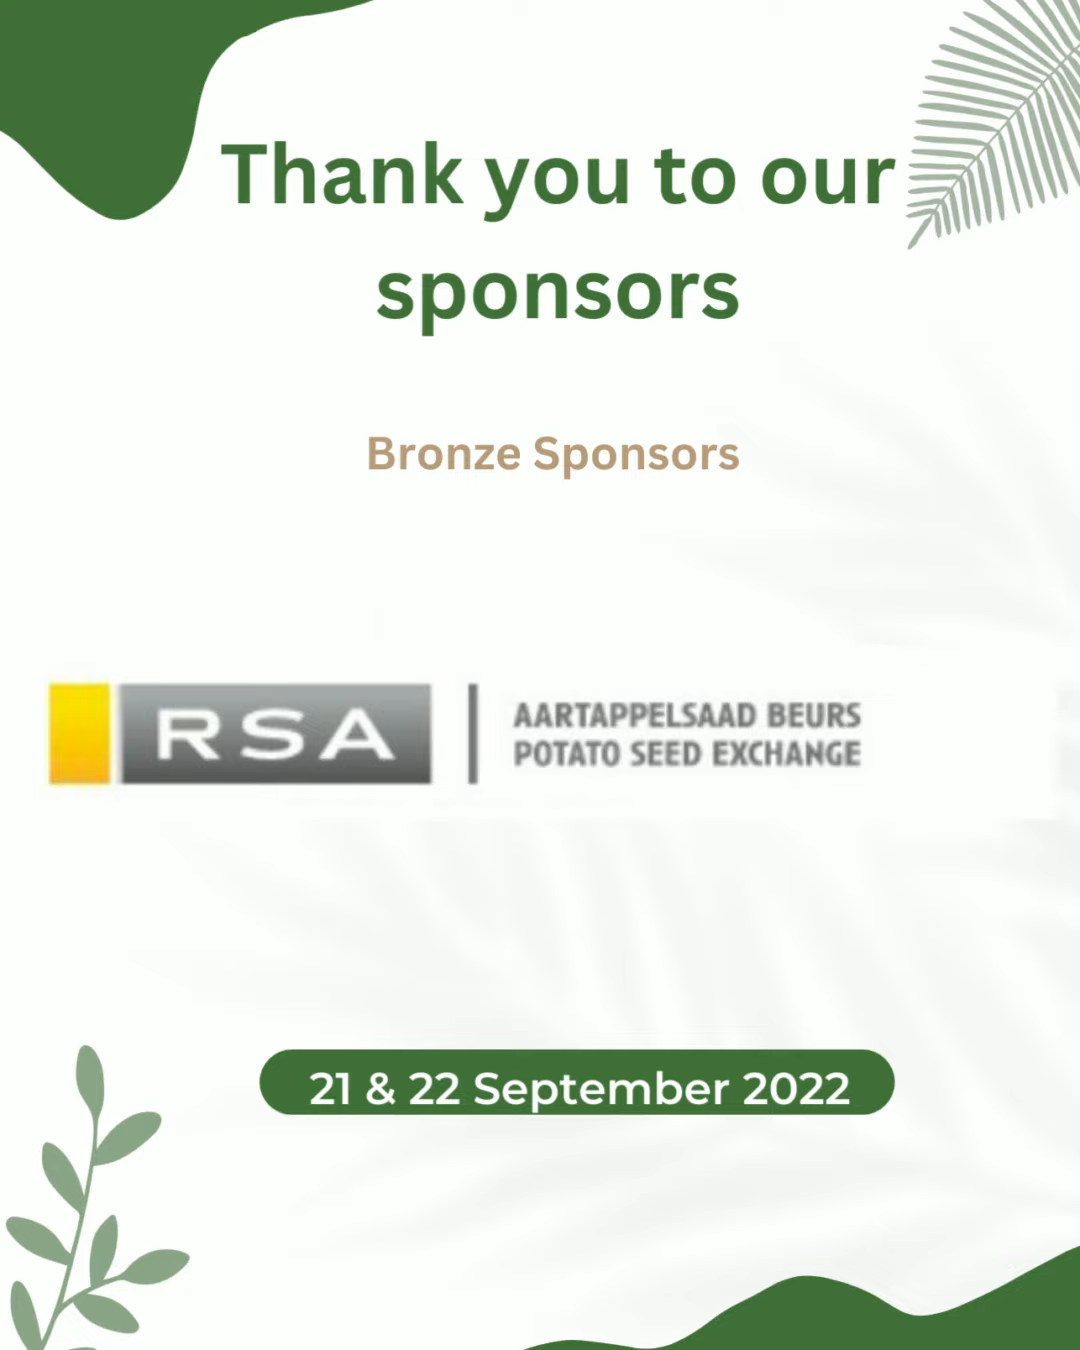 Thank you to our
sponsors
Bronze Sponsors
RSA
AARTAPPELSAAD BEURS
POTATO SEED EXCHANGE
21 & 22 September 2022